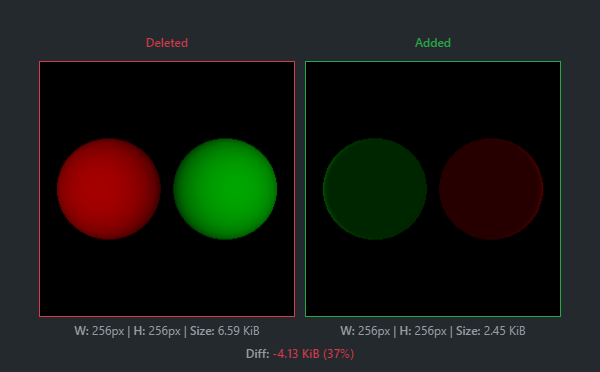 Deleted
Added
W: 256px | H: 256px | Size: 6.59 KiB
W: 256px | H: 256px | Size: 2.45 KiB
Diff: -4.13 KiB (37%)